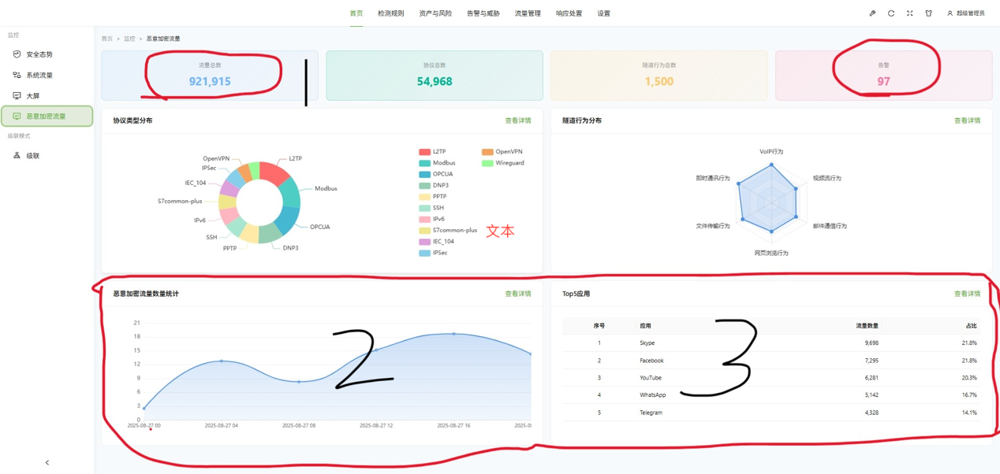 首页 检测规则 资产与风险 告警与威胁 流量管理 响应处置 设置 超级管理员
监控
安全态势
系统流量
大屏
恶意加密流量
级联模式
级联
首页 > 监控 > 恶意加密流量
流量总数
921,915
协议总数
54,968
隧道行为总数
1,500
告警
97
1
协议类型分布 查看详情
OpenVPN
L2TP
IPSec
IEC_104
Modbus
S7common-plus
IPv6
OPCUA
SSH
PPTP
DNP3
L2TP
Modbus
OPCUA
DNP3
PPTP
SSH
IPv6
S7common-plus
IEC_104
IPSec
OpenVPN
Wireguard
文本
隧道行为分布 查看详情
VoIP行为
即时通讯行为
视频流行为
文件传输行为
邮件通信行为
网页浏览行为
恶意加密流量数量统计 查看详情
21
18
15
12
9
6
3
0
2025-08-27 00 2025-08-27 04 2025-08-27 08 2025-08-27 12 2025-08-27 16 2025-0
2
Top5应用 查看详情
序号 应用 流量数量 占比
1 Skype 9,698 21.8%
2 Facebook 7,295 21.8%
3 YouTube 6,281 20.3%
4 WhatsApp 5,142 16.7%
5 Telegram 4,328 14.1%
3